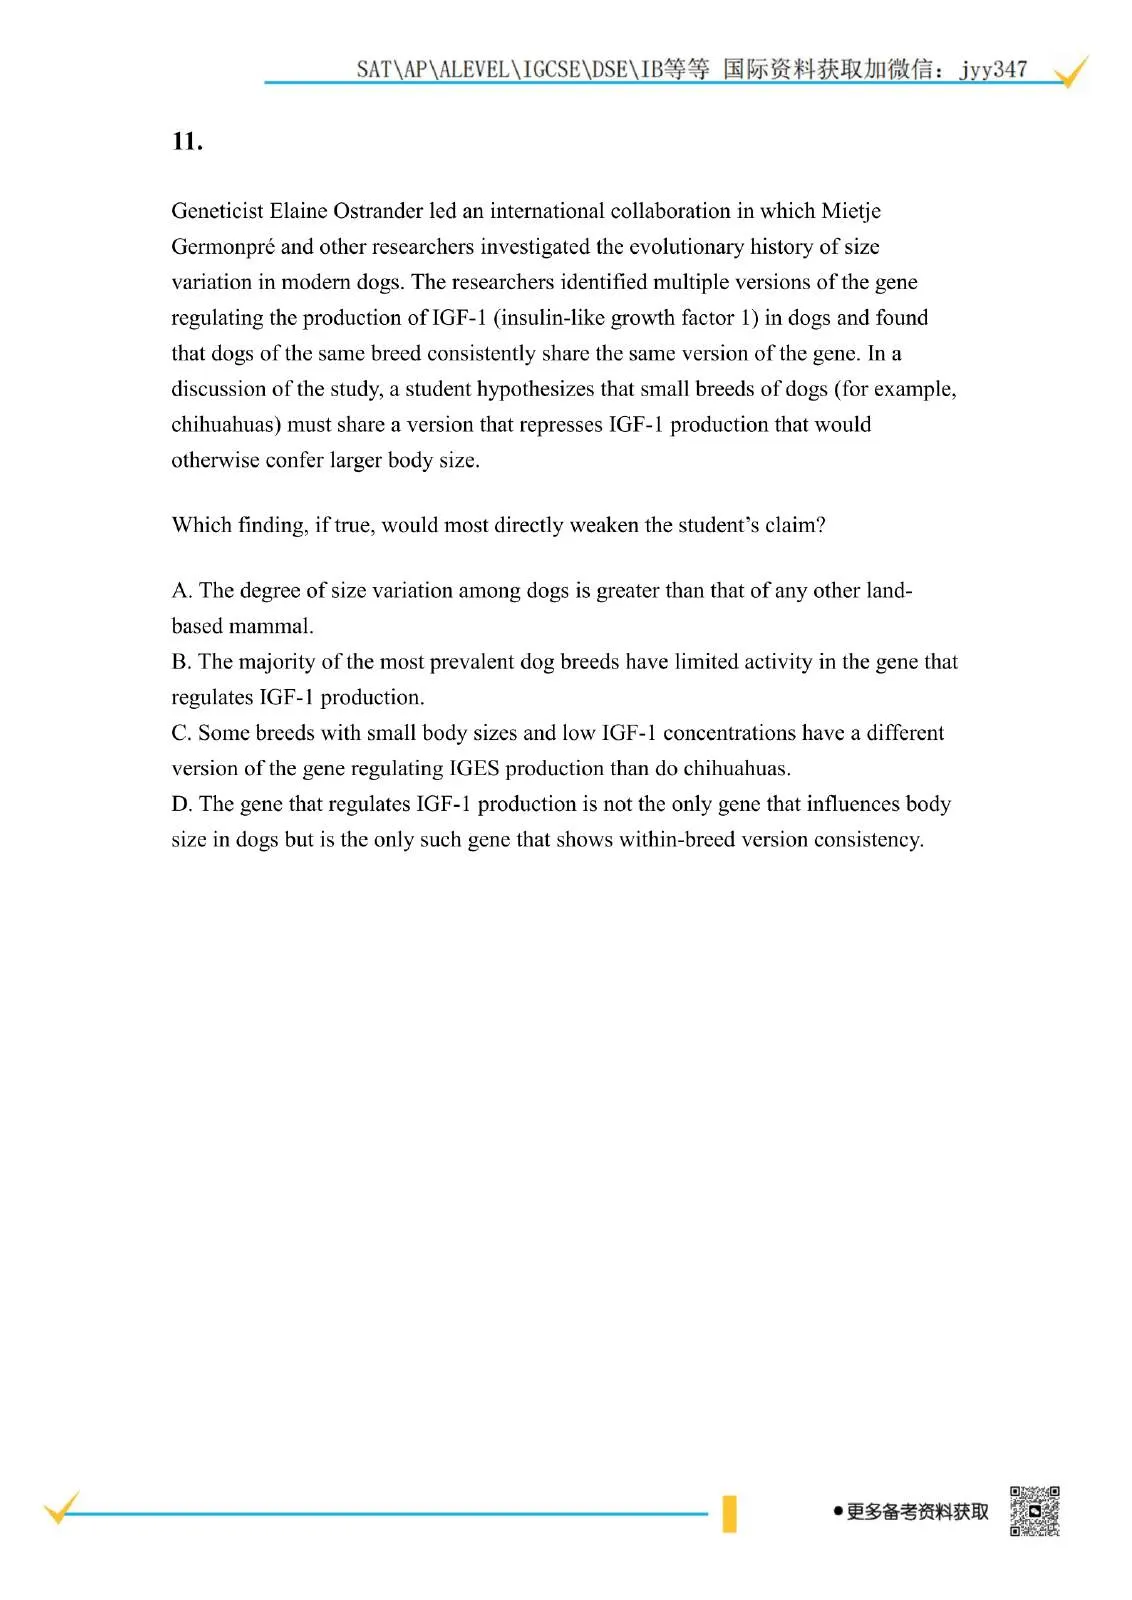 SAT\AP\ALEVEL\IGCSE\DSE\IB等等 国际资料获取加微信：jyy347
11.
Geneticist Elaine Ostrander led an international collaboration in which Mietje
Germonpré and other researchers investigated the evolutionary history of size
variation in modern dogs. The researchers identified multiple versions of the gene
regulating the production of IGF-1 (insulin-like growth factor 1) in dogs and found
that dogs of the same breed consistently share the same version of the gene. In a
discussion of the study, a student hypothesizes that small breeds of dogs (for example,
chihuahuas) must share a version that represses IGF-1 production that would
otherwise confer larger body size.
Which finding, if true, would most directly weaken the student’s claim?
A. The degree of size variation among dogs is greater than that of any other land-
based mammal.
B. The majority of the most prevalent dog breeds have limited activity in the gene that
regulates IGF-1 production.
C. Some breeds with small body sizes and low IGF-1 concentrations have a different
version of the gene regulating IGES production than do chihuahuas.
D. The gene that regulates IGF-1 production is not the only gene that influences body
size in dogs but is the only such gene that shows within-breed version consistency.
●更多备考资料获取